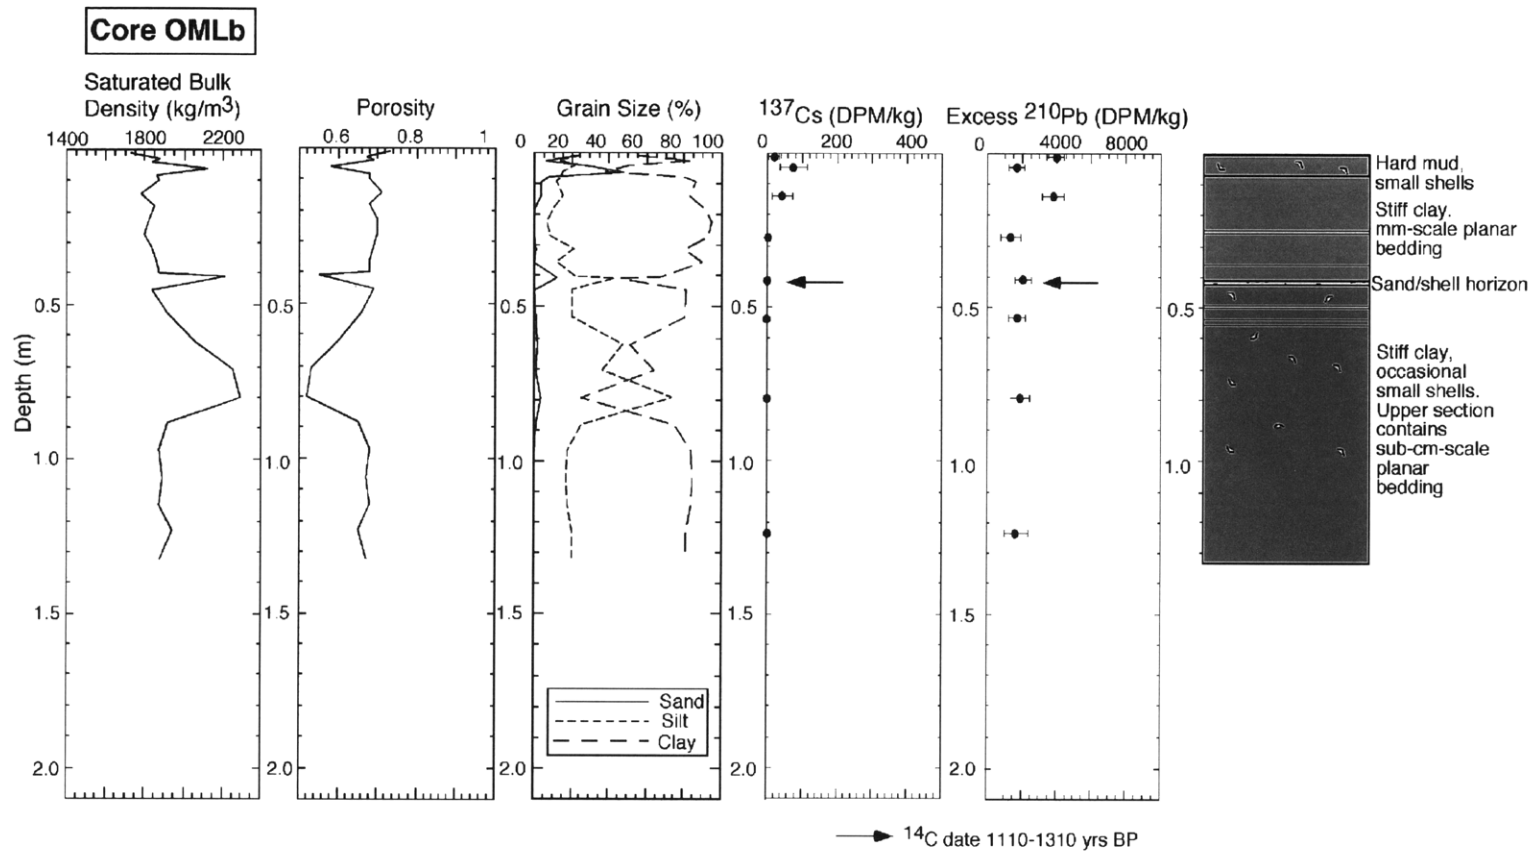 Core OMLb
Saturated Bulk
Density (kg/m3)
1400 1800 2200
Porosity
0.6 0.8 1
Grain Size (%)
0 20 40 60 80 100
137Cs (DPM/kg)
0 200 400
Excess 210Pb (DPM/kg)
0 4000 8000
Hard mud,
small shells
Stiff clay.
mm-scale planar
bedding
Sand/shell horizon
Stiff clay,
occasional
small shells.
Upper section
contains
sub-cm-scale
planar
bedding
Depth (m)
0.5 0.5 0.5 0.5 0.5 0.5
1.0 1.0 1.0 1.0 1.0 1.0
1.5 1.5 1.5 1.5 1.5
2.0 2.0 2.0 2.0 2.0
Sand
Silt
Clay
14C date 1110-1310 yrs BP